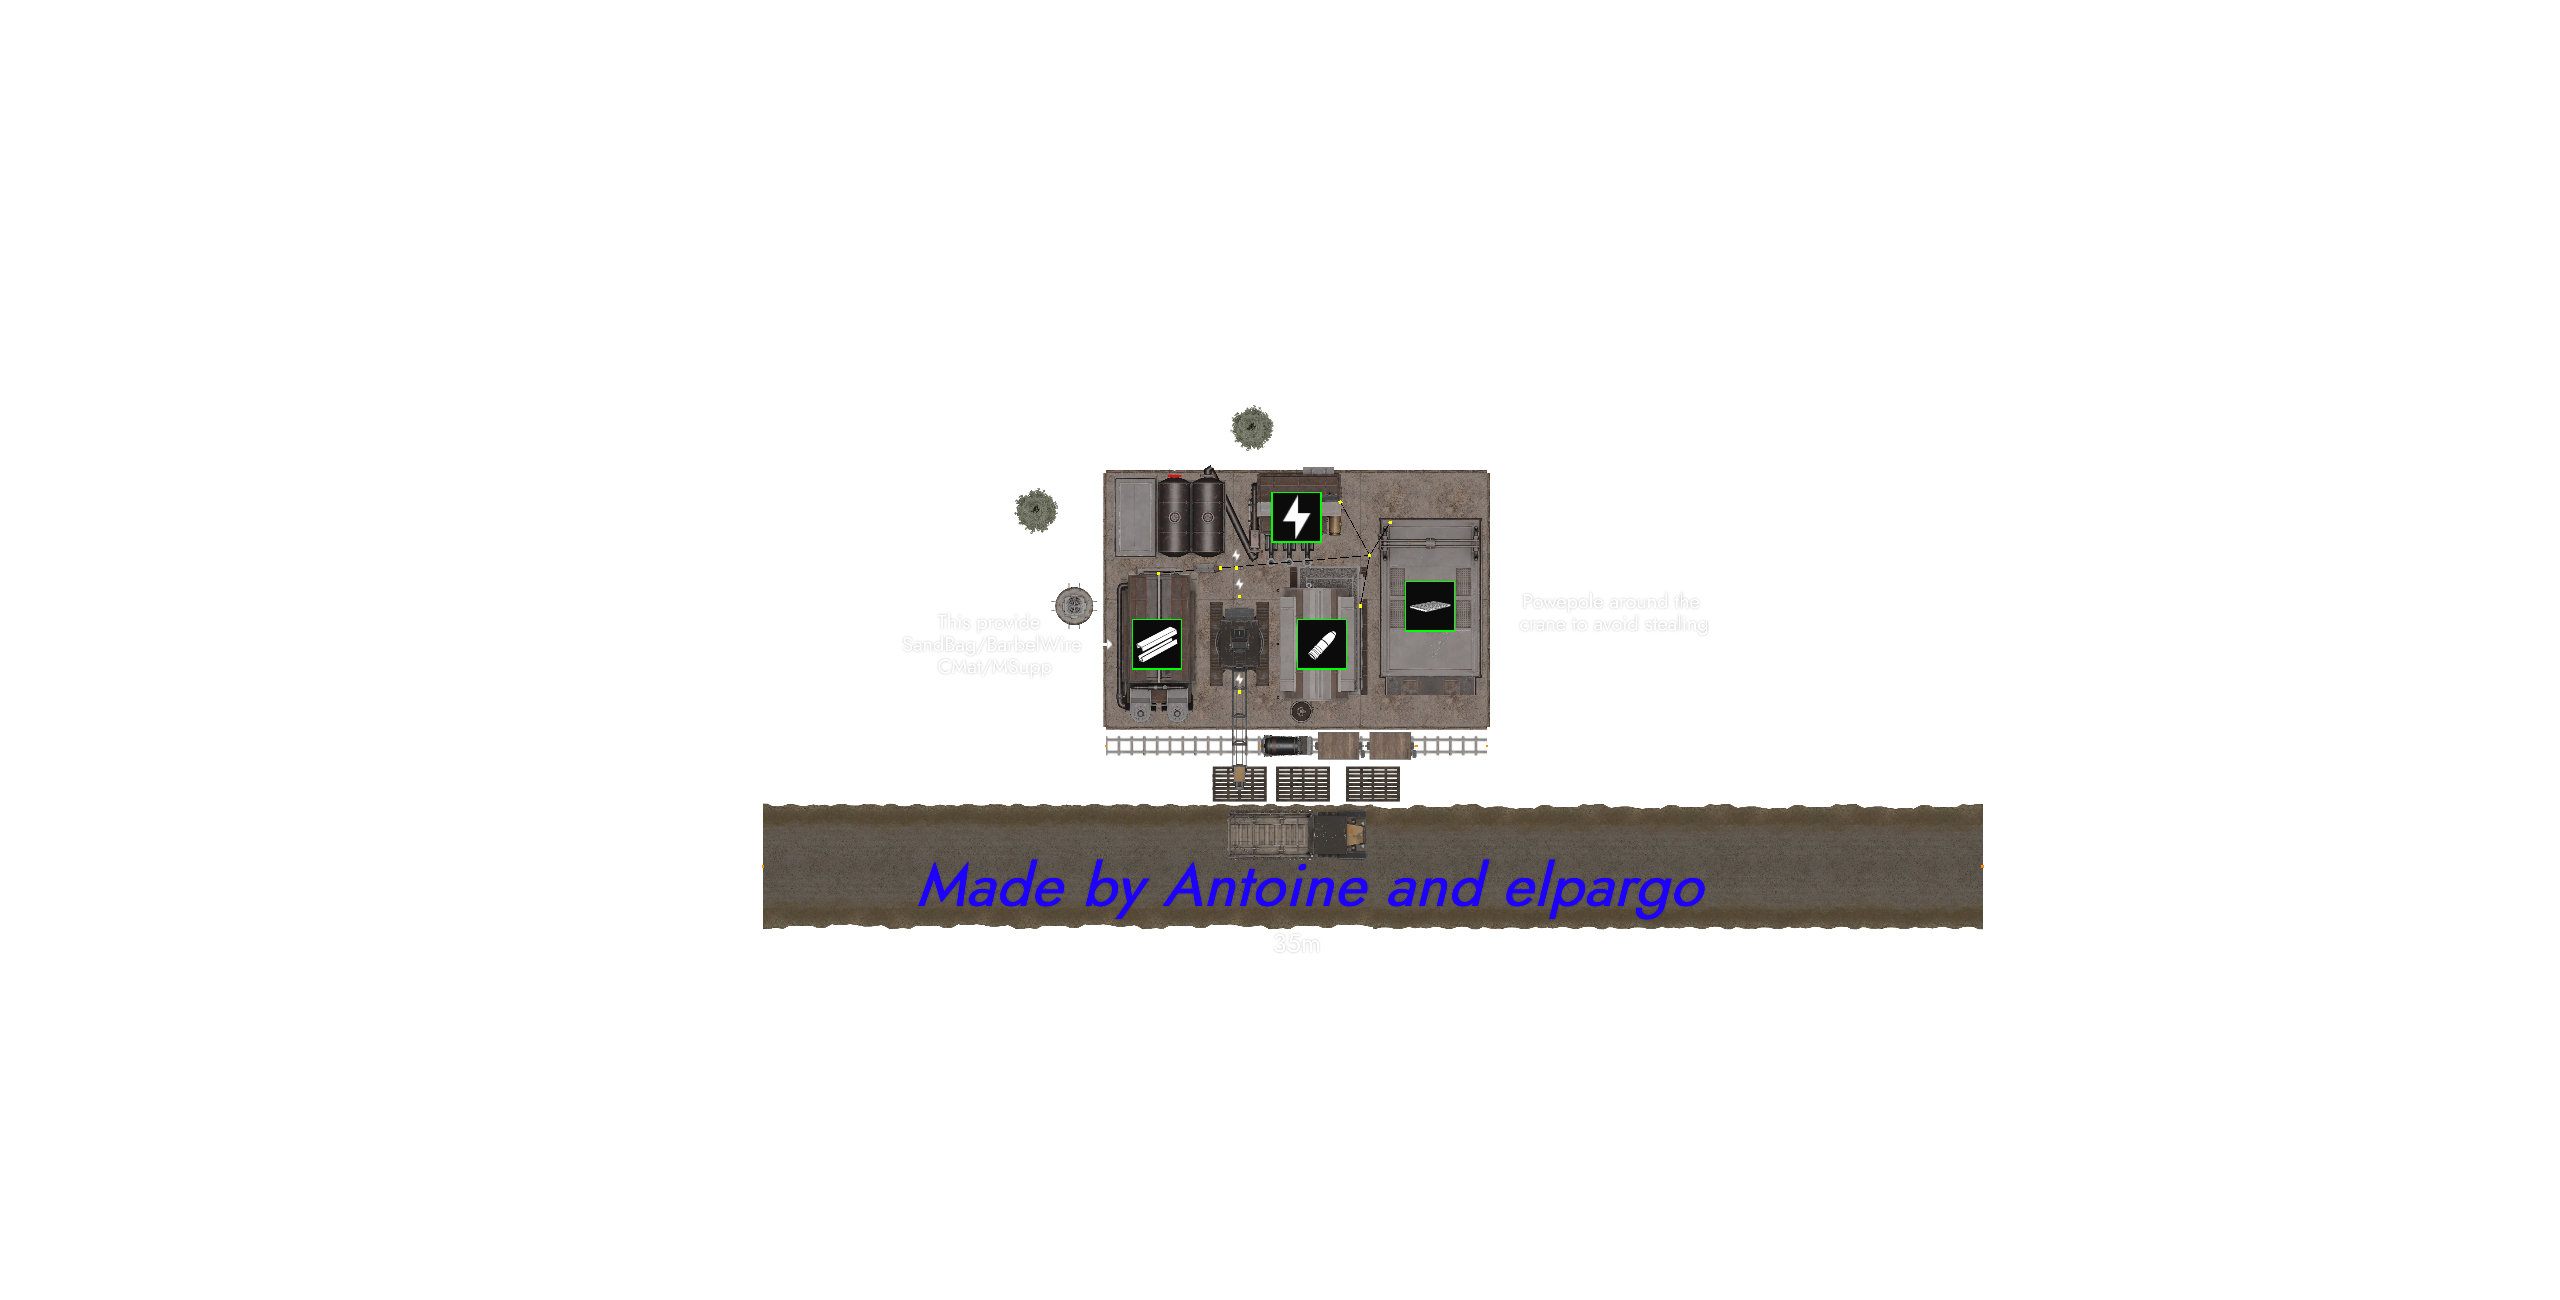 This provide
SandBag/BarbelWire
CMat/MSupp
Powepole around the
crane to avoid stealing
Made by Antoine and elpargo
35m